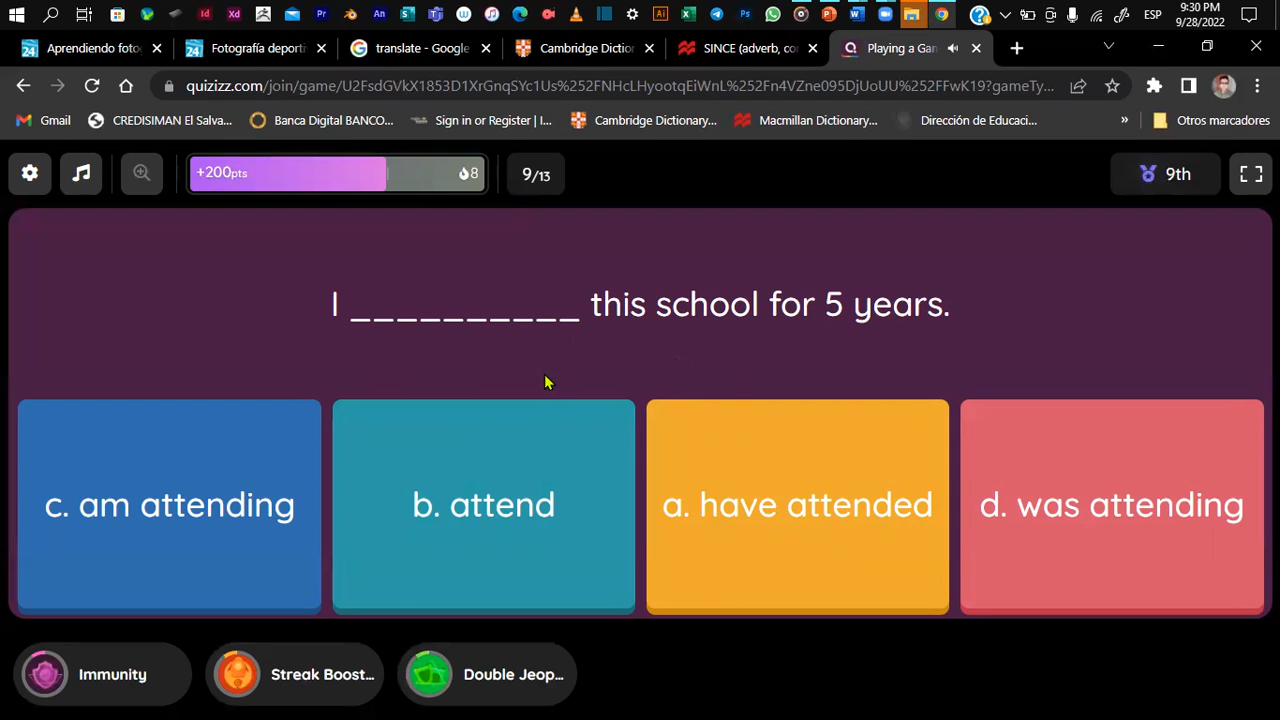 9:30 PM
ESP
9/28/2022
Aprendiendo fotog
Fotografía deporti
translate - Google
Cambridge Dictior
SINCE (adverb, co
Playing a Gan
quizizz.com/join/game/U2FsdGVkX1853D1XrGnqSYc1Us%252FNHcLHyootqEiWnL%252Fn4VZne095DjUoUU%252FFwK19?gameTy...
Gmail
CREDISIMAN El Salva...
Banca Digital BANCO...
Sign in or Register | I...
Cambridge Dictionary...
Macmillan Dictionary...
Dirección de Educaci...
»
Otros marcadores
+200pts
8
9/13
9th
I __________ this school for 5 years.
c. am attending
b. attend
a. have attended
d. was attending
Immunity
Streak Boost...
Double Jeop...